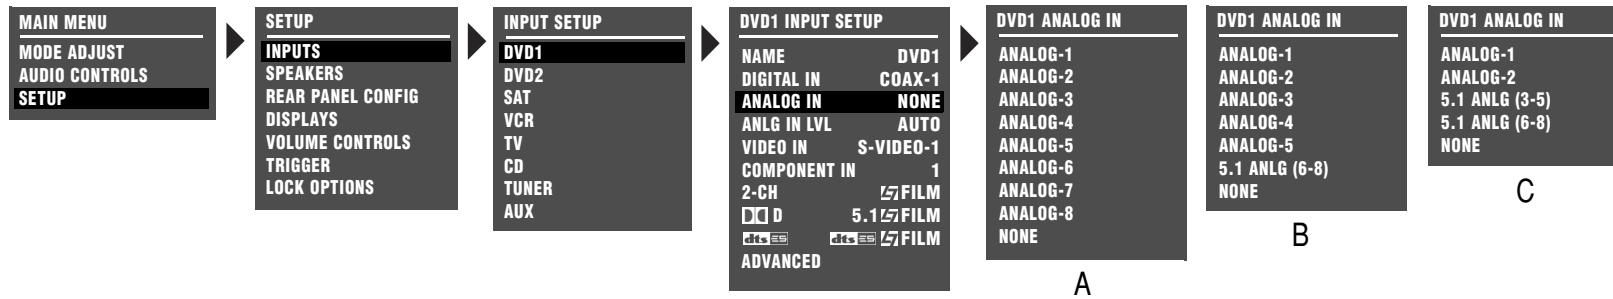 MAIN MENU
MODE ADJUST
AUDIO CONTROLS
SETUP
SETUP
INPUTS
SPEAKERS
REAR PANEL CONFIG
DISPLAYS
VOLUME CONTROLS
TRIGGER
LOCK OPTIONS
INPUT SETUP
DVD1
DVD2
SAT
VCR
TV
CD
TUNER
AUX
DVD1 INPUT SETUP
NAME DVD1
DIGITAL IN COAX-1
ANALOG IN NONE
ANLG IN LVL AUTO
VIDEO IN S-VIDEO-1
COMPONENT IN 1
2-CH L7 FILM
D 5.1 L7 FILM
dts ES dts ES L7 FILM
ADVANCED
DVD1 ANALOG IN
ANALOG-1
ANALOG-2
ANALOG-3
ANALOG-4
ANALOG-5
ANALOG-6
ANALOG-7
ANALOG-8
NONE
A
DVD1 ANALOG IN
ANALOG-1
ANALOG-2
ANALOG-3
ANALOG-4
ANALOG-5
5.1 ANLG (6-8)
NONE
B
DVD1 ANALOG IN
ANALOG-1
ANALOG-2
5.1 ANLG (3-5)
5.1 ANLG (6-8)
NONE
C